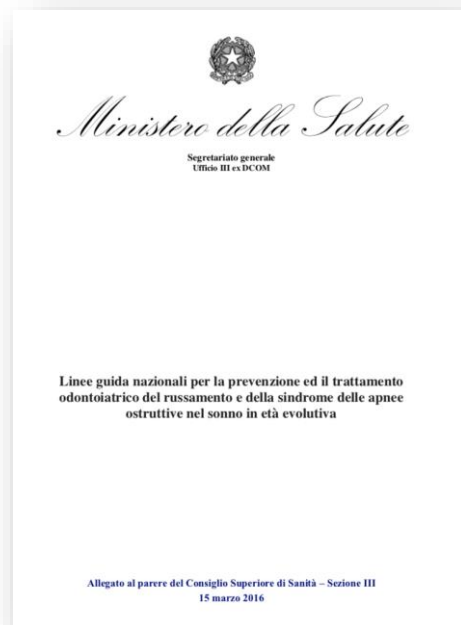 Ministero della Salute
Segretariato generale
Ufficio III ex DCOM
Linee guida nazionali per la prevenzione ed il trattamento
odontoiatrico del russamento e della sindrome delle apnee
ostruttive nel sonno in età evolutiva
Allegato al parere del Consiglio Superiore di Sanità – Sezione III
15 marzo 2016